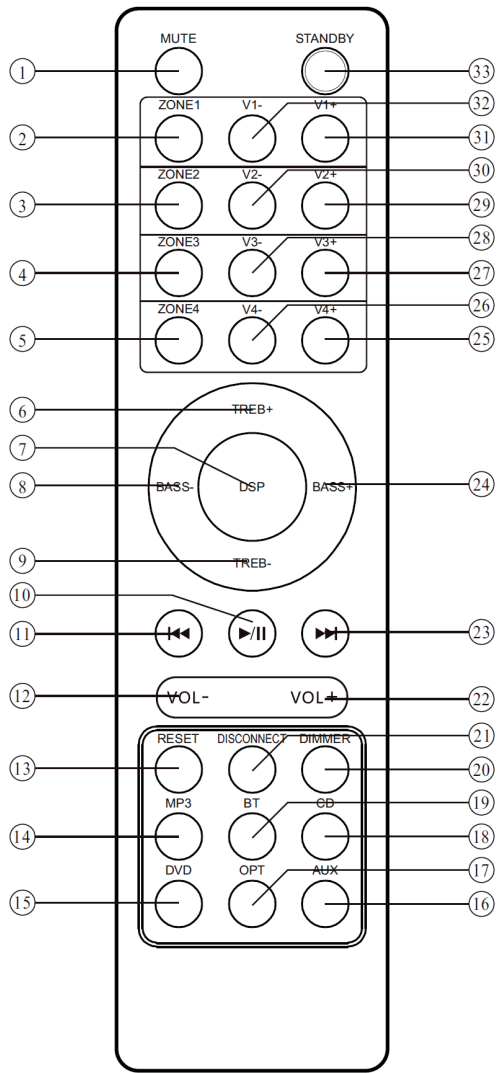 MUTE STANDBY
1 33
ZONE1 V1- V1+ 32
2 31
ZONE2 V2- V2+ 30
3 29
ZONE3 V3- V3+ 28
4 27
ZONE4 V4- V4+ 26
5 25
6 TREB+
7
8 BASS- DSP BASS+ 24
9 TREB-
10
11 23
12 VOL- VOL+ 22
RESET DISCONNECT DIMMER 21
13 20
MP3 BT CD 19
14 18
DVD OPT AUX 17
15 16